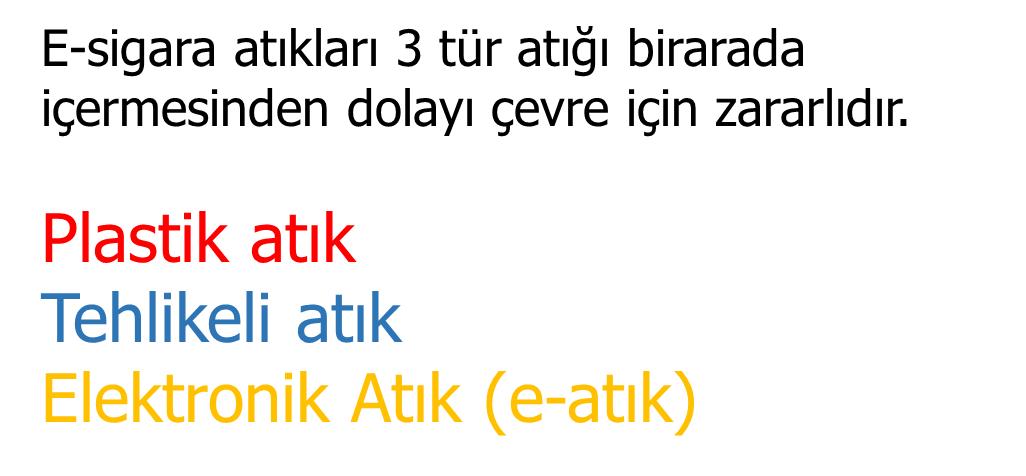 E-sigara atıkları 3 tür atığı birarada
içermesinden dolayı çevre için zararlıdır.
Plastik atık
Tehlikeli atık
Elektronik Atık (e-atık)